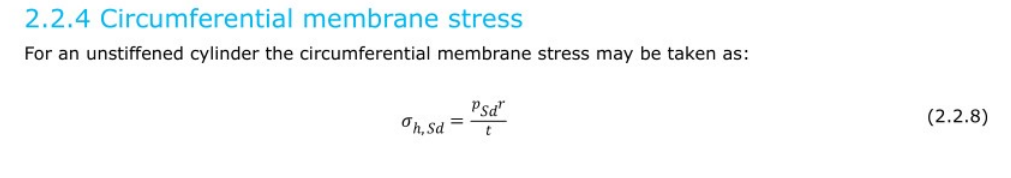 2.2.4 Circumferential membrane stress
For an unstiffened cylinder the circumferential membrane stress may be taken as:
σh,Sd = pSdr / t (2.2.8)